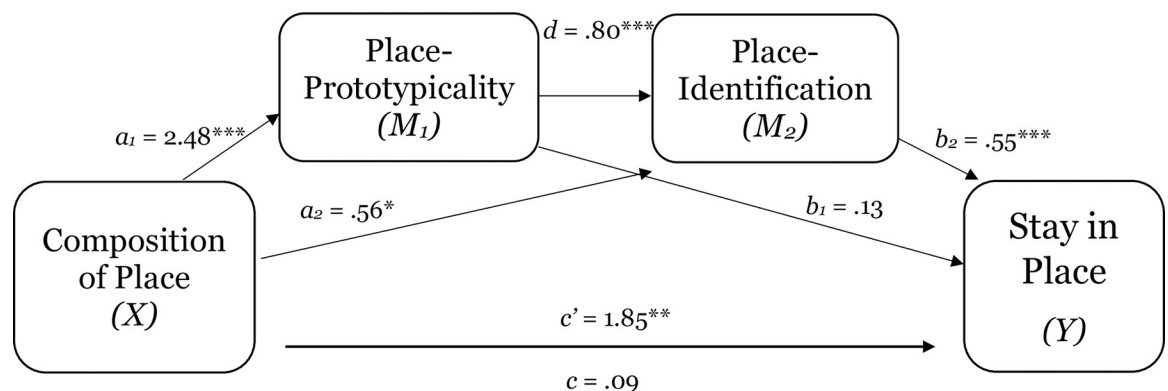 d = .80***
Place-
Prototypicality
(M₁)
Place-
Identification
(M₂)
a₁ = 2.48***
b₂ = .55***
a₂ = .56*
b₁ = .13
Composition
of Place
(X)
Stay in
Place
(Y)
c’ = 1.85**
c = .09